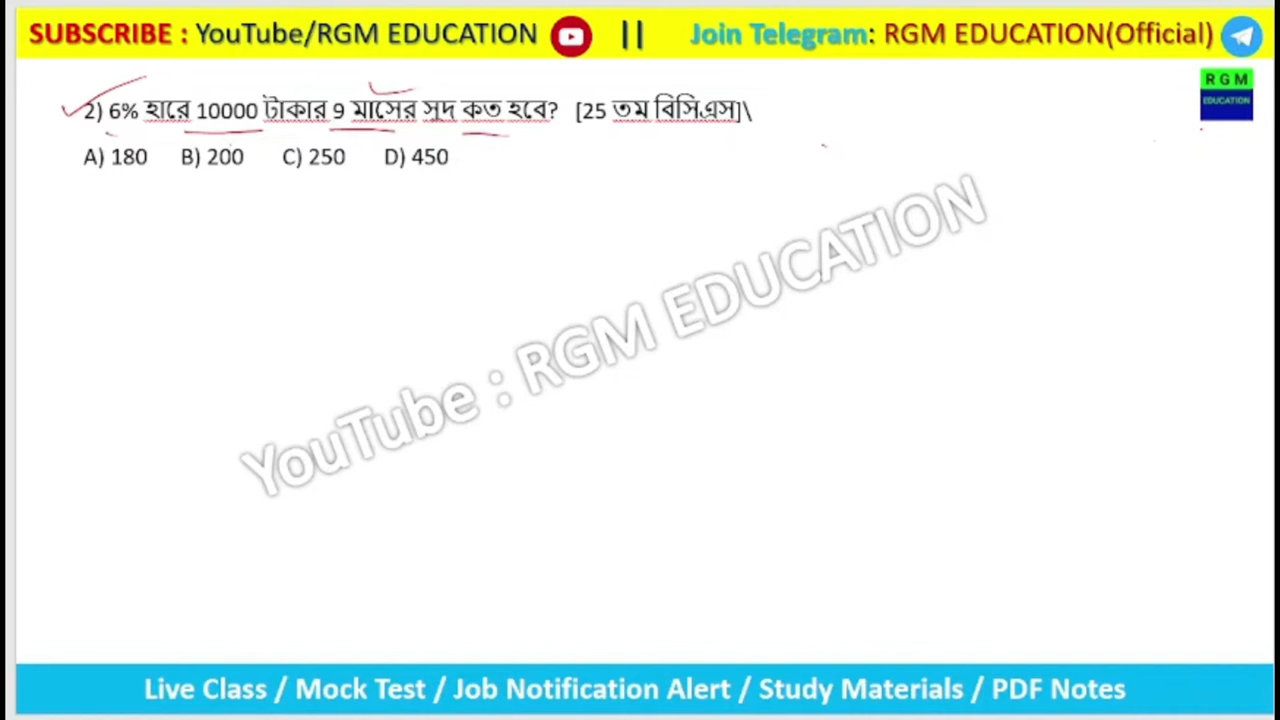 SUBSCRIBE : YouTube/RGM EDUCATION || Join Telegram: RGM EDUCATION(Official)
RGM
EDUCATION
2) 6% হারে 10000 টাকার 9 মাসের সুদ কত হবে? [25 তম বিসিএস]\
A) 180 B) 200 C) 250 D) 450
YouTube : RGM EDUCATION
Live Class / Mock Test / Job Notification Alert / Study Materials / PDF Notes